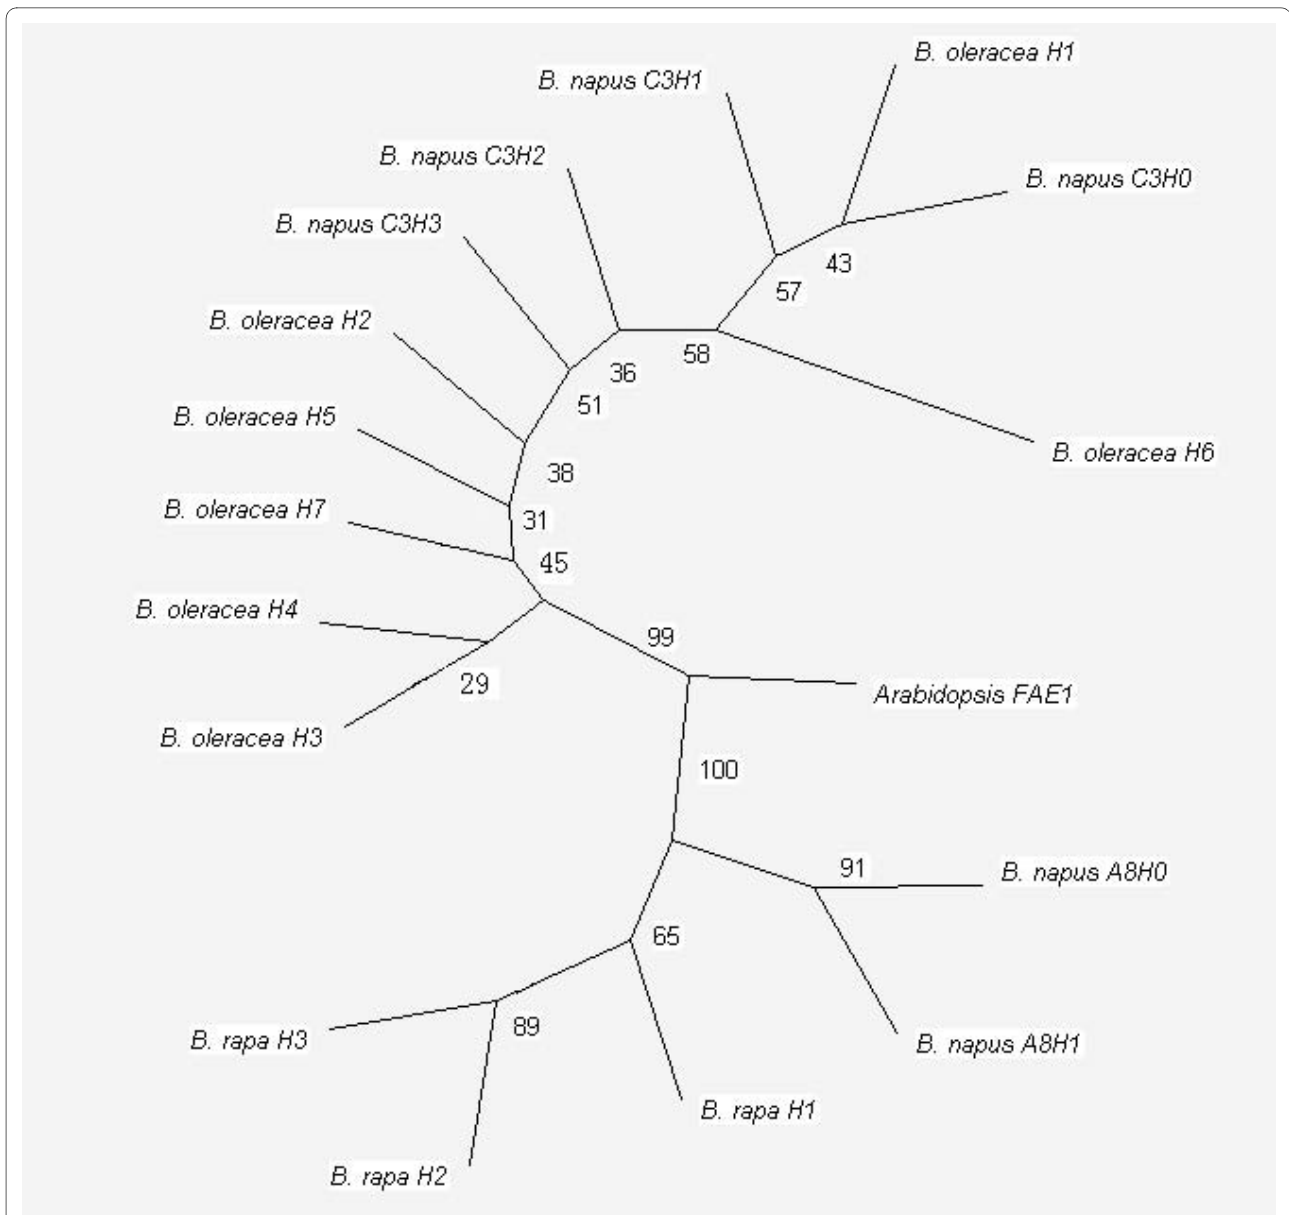 B. oleracea H1
B. napus C3H1
B. napus C3H2
B. napus C3H0
B. napus C3H3
43
57
B. oleracea H2
58
36
51
B. oleracea H5
B. oleracea H6
38
B. oleracea H7
31
45
B. oleracea H4
99
29
Arabidopsis FAE1
B. oleracea H3
100
91
B. napus A8H0
65
89
B. rapa H3
B. napus A8H1
B. rapa H1
B. rapa H2